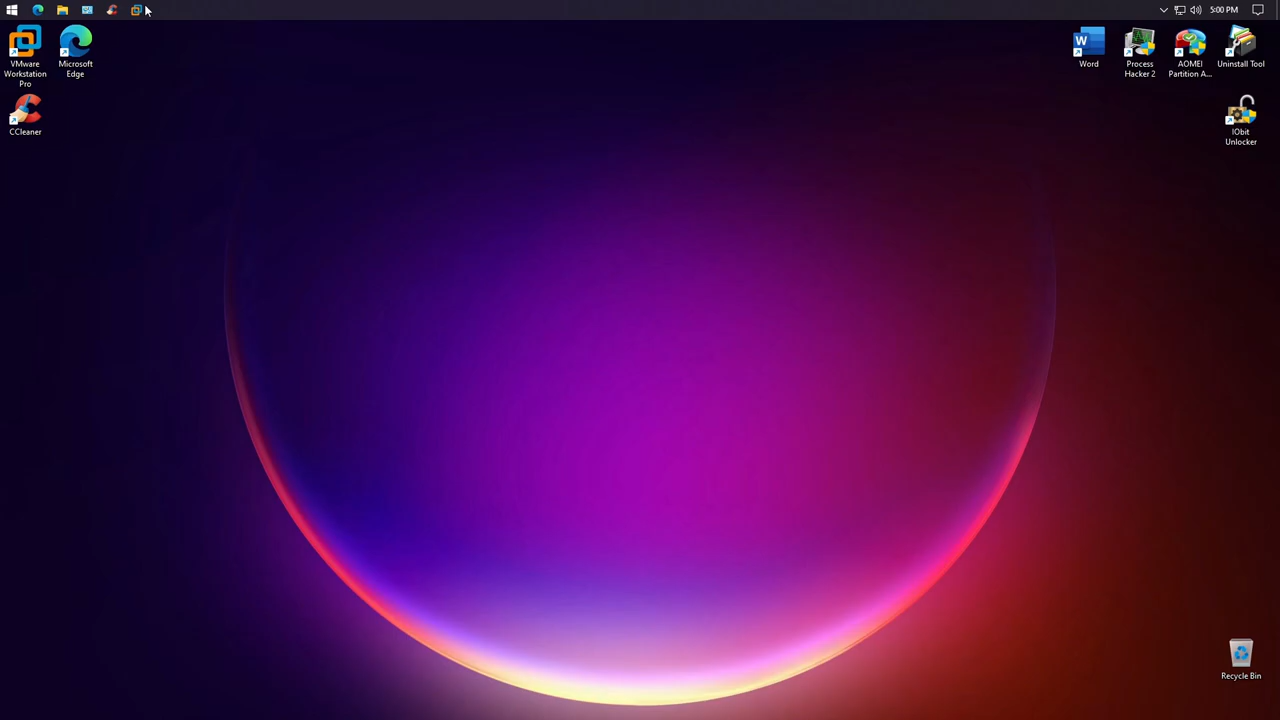 5:00 PM
VMware
Workstation
Pro
Microsoft
Edge
CCleaner
Word
Process
Hacker 2
AOMEI
Partition A...
Uninstall Tool
IObit
Unlocker
Recycle Bin